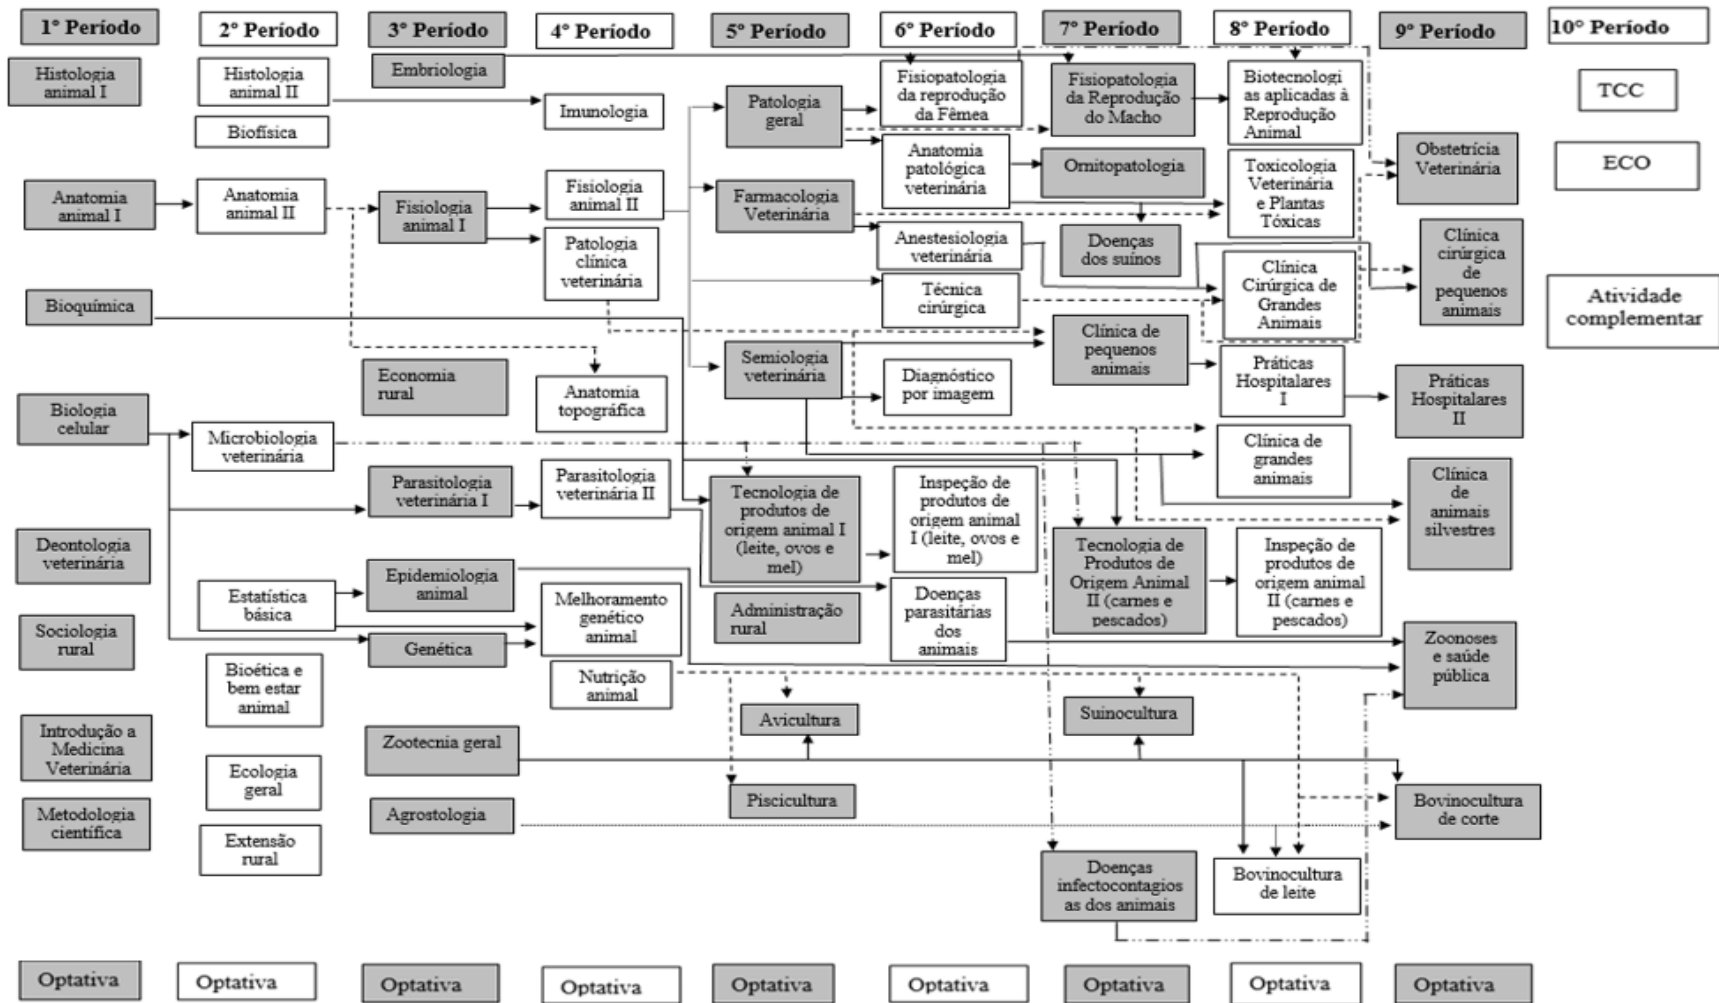 1º Período
2º Período
3º Período
4º Período
5º Período
6º Período
7º Período
8º Período
9º Período
10º Período
Histologia
animal I
Anatomia
animal I
Bioquímica
Biologia
celular
Deontologia
veterinária
Sociologia
rural
Introdução a
Medicina
Veterinária
Metodologia
científica
Optativa
Histologia
animal II
Biofísica
Anatomia
animal II
Microbiologia
veterinária
Estatística
básica
Bioética e
bem estar
animal
Ecologia
geral
Extensão
rural
Optativa
Embriologia
Fisiologia
animal I
Economia
rural
Parasitologia
veterinária I
Epidemiologia
animal
Genética
Zootecnia geral
Agrostologia
Optativa
Imunologia
Fisiologia
animal II
Patologia
clínica
veterinária
Anatomia
topográfica
Parasitologia
veterinária II
Melhoramento
genético
animal
Nutrição
animal
Optativa
Patologia
geral
Farmacologia
Veterinária
Semiologia
veterinária
Tecnologia de
produtos de
origem animal I
(leite, ovos e
mel)
Administração
rural
Avicultura
Piscicultura
Optativa
Fisiopatologia
da reprodução
da Fêmea
Anatomia
patológica
veterinária
Anestesiologia
veterinária
Técnica
cirúrgica
Diagnóstico
por imagem
Inspeção de
produtos de
origem animal
I (leite, ovos e
mel)
Doenças
parasitárias
dos
animais
Optativa
Fisiopatologia
da Reprodução
do Macho
Ornitopatologia
Doenças
dos suínos
Clínica de
pequenos
animais
Tecnologia de
Produtos de
Origem Animal
II (carnes e
pescados)
Suinocultura
Doenças
infectocontagios
as dos animais
Optativa
Biotecnologi
as aplicadas à
Reprodução
Animal
Toxicologia
Veterinária
e Plantas
Tóxicas
Clínica
Cirúrgica de
Grandes
Animais
Práticas
Hospitalares
I
Clínica de
grandes
animais
Inspeção de
produtos de
origem animal
II (carnes e
pescados)
Bovinocultura
de leite
Optativa
Obstetrícia
Veterinária
Clínica
cirúrgica
de
pequenos
animais
Práticas
Hospitalares
II
Clínica
de
animais
silvestres
Zoonoses
e saúde
pública
Bovinocultura
de corte
Optativa
TCC
ECO
Atividade
complementar